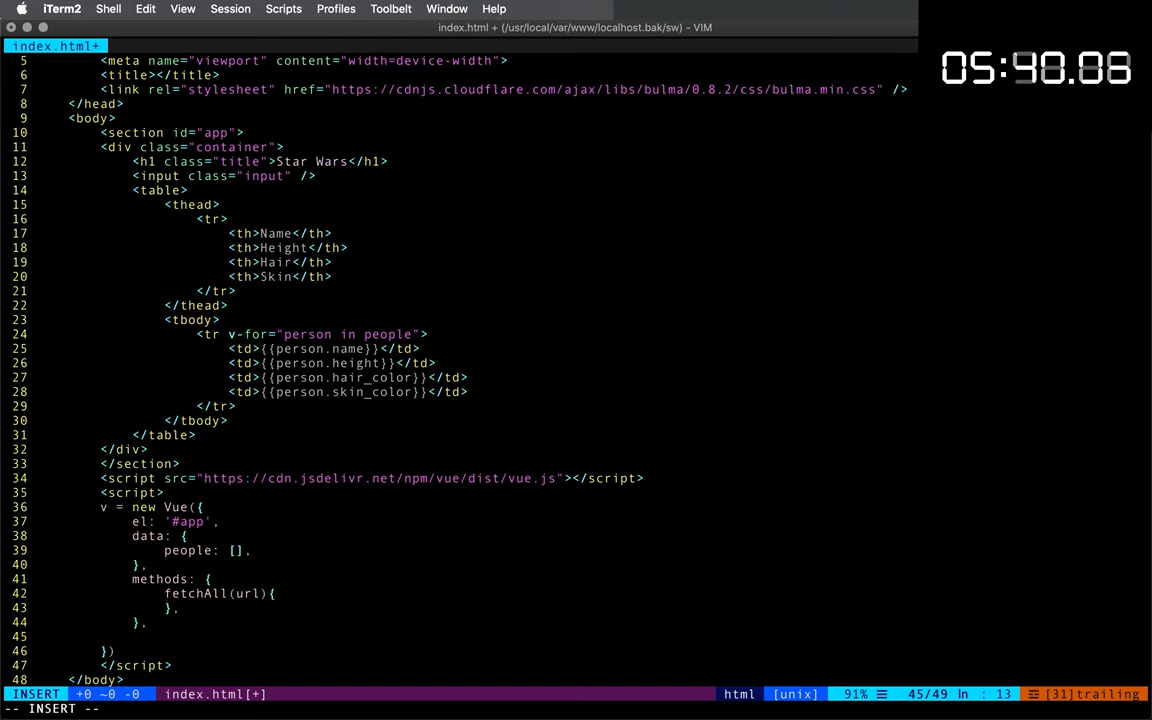 iTerm2 Shell Edit View Session Scripts Profiles Toolbelt Window Help
index.html + (/usr/local/var/www/localhost.bak/sw) - VIM
05:40.06
index.html+
5 <meta name="viewport" content="width=device-width">
6 <title></title>
7 <link rel="stylesheet" href="https://cdnjs.cloudflare.com/ajax/libs/bulma/0.8.2/css/bulma.min.css" />
8 </head>
9 <body>
10 <section id="app">
11 <div class="container">
12 <h1 class="title">Star Wars</h1>
13 <input class="input" />
14 <table>
15 <thead>
16 <tr>
17 <th>Name</th>
18 <th>Height</th>
19 <th>Hair</th>
20 <th>Skin</th>
21 </tr>
22 </thead>
23 <tbody>
24 <tr v-for="person in people">
25 <td>{{person.name}}</td>
26 <td>{{person.height}}</td>
27 <td>{{person.hair_color}}</td>
28 <td>{{person.skin_color}}</td>
29 </tr>
30 </tbody>
31 </table>
32 </div>
33 </section>
34 <script src="https://cdn.jsdelivr.net/npm/vue/dist/vue.js"></script>
35 <script>
36 v = new Vue({
37 el: '#app',
38 data: {
39 people: [],
40 },
41 methods: {
42 fetchAll(url){
43 },
44 },
45
46 })
47 </script>
48 </body>
INSERT +0 ~0 -0 index.html[+] html [unix] 91% ☰ 45/49 ln : 13 ☲ [31]trailing
-- INSERT --